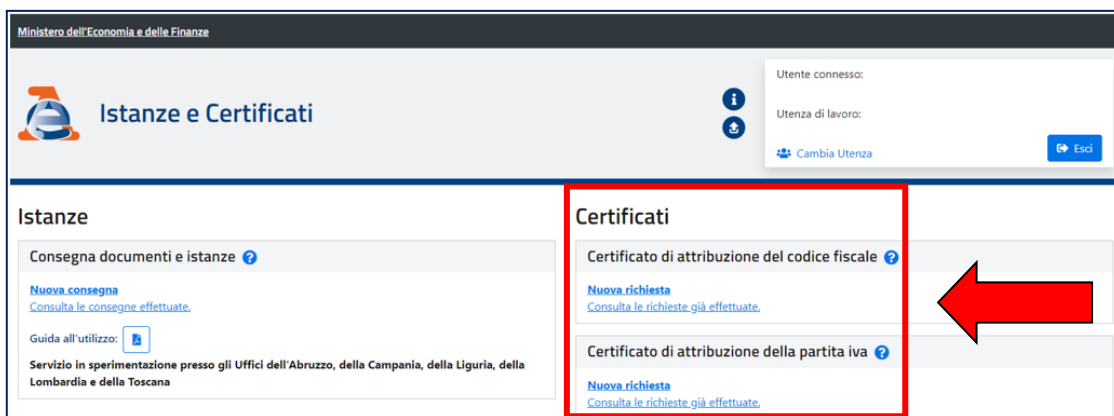 Ministero dell'Economia e delle Finanze
Istanze e Certificati
Utente connesso:
Utenza di lavoro:
Cambia Utenza
Esci
Istanze
Consegna documenti e istanze
Nuova consegna
Consulta le consegne effettuate.
Guida all'utilizzo:
Servizio in sperimentazione presso gli Uffici dell'Abruzzo, della Campania, della Liguria, della
Lombardia e della Toscana
Certificati
Certificato di attribuzione del codice fiscale
Nuova richiesta
Consulta le richieste già effettuate.
Certificato di attribuzione della partita iva
Nuova richiesta
Consulta le richieste già effettuate.